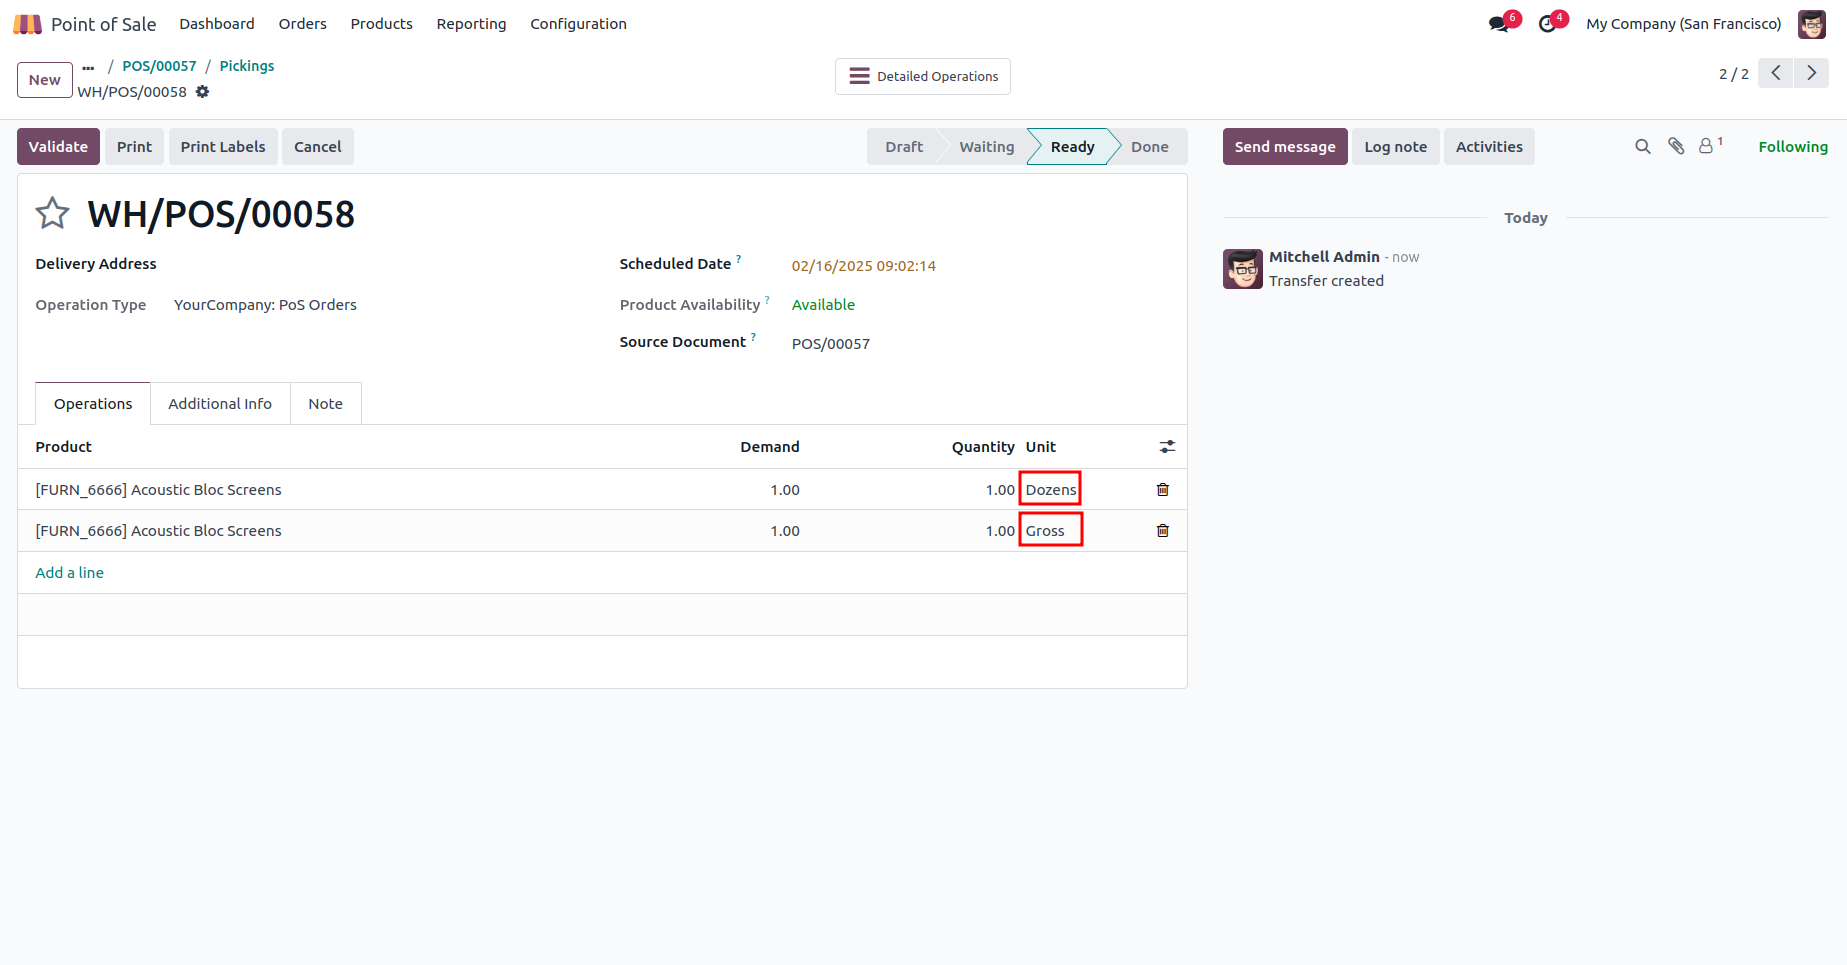 Point of Sale Dashboard Orders Products Reporting Configuration 6 4 My Company (San Francisco)
New ... / POS/00057 / Pickings
WH/POS/00058
Detailed Operations
2 / 2
Validate Print Print Labels Cancel Draft Waiting Ready Done Send message Log note Activities 1 Following
WH/POS/00058
Delivery Address
Operation Type YourCompany: PoS Orders
Scheduled Date ? 02/16/2025 09:02:14
Product Availability ? Available
Source Document ? POS/00057
Today
Mitchell Admin - now
Transfer created
Operations Additional Info Note
Product Demand Quantity Unit
[FURN_6666] Acoustic Bloc Screens 1.00 1.00 Dozens
[FURN_6666] Acoustic Bloc Screens 1.00 1.00 Gross
Add a line